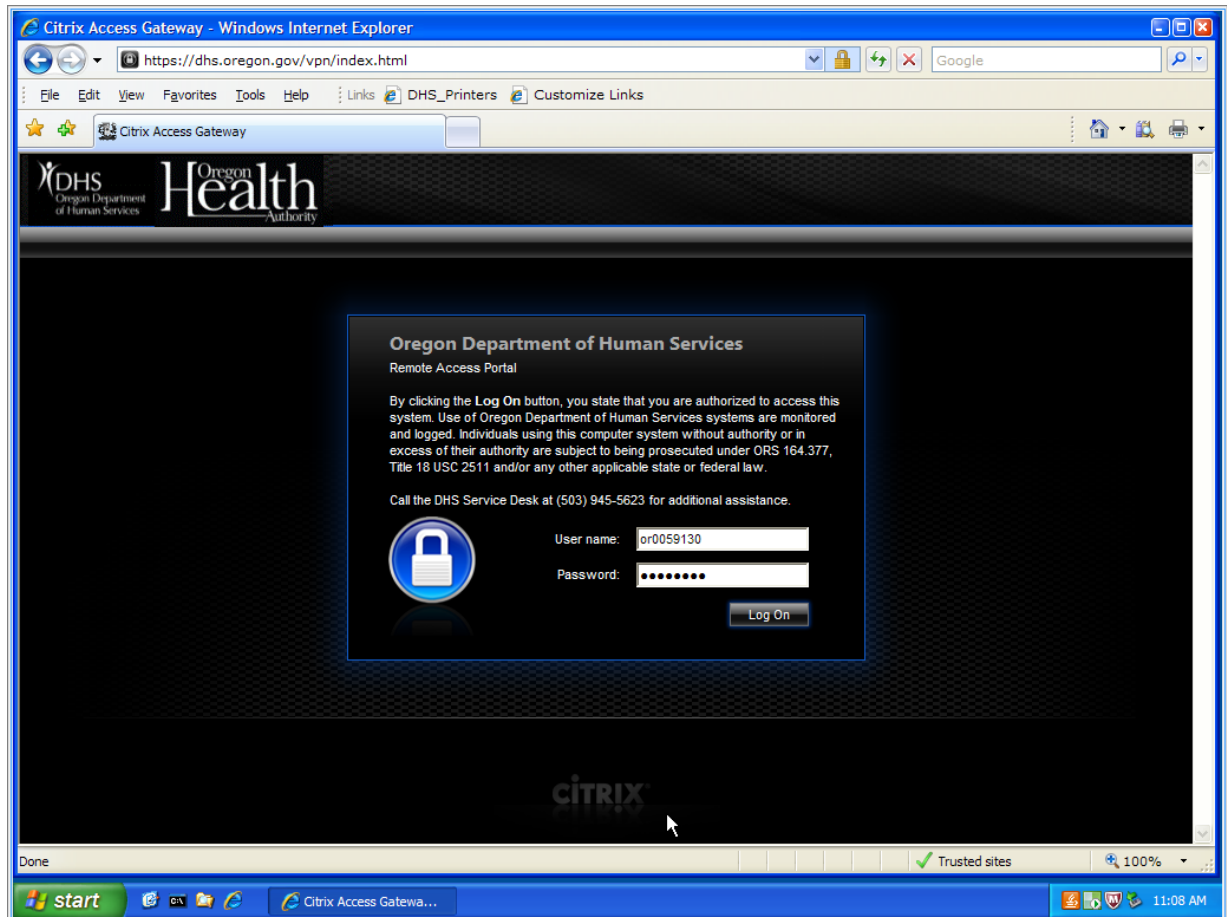 Citrix Access Gateway - Windows Internet Explorer
https://dhs.oregon.gov/vpn/index.html
Google
File Edit View Favorites Tools Help Links DHS_Printers Customize Links
Citrix Access Gateway
DHS
Oregon Department
of Human Services
Oregon
Health
Authority
Oregon Department of Human Services
Remote Access Portal
By clicking the Log On button, you state that you are authorized to access this
system. Use of Oregon Department of Human Services systems are monitored
and logged. Individuals using this computer system without authority or in
excess of their authority are subject to being prosecuted under ORS 164.377,
Title 18 USC 2511 and/or any other applicable state or federal law.
Call the DHS Service Desk at (503) 945-5623 for additional assistance.
User name: or0059130
Password: ●●●●●●●●
Log On
CITRIX
Done
Trusted sites
100%
start
Citrix Access Gatewa...
11:08 AM